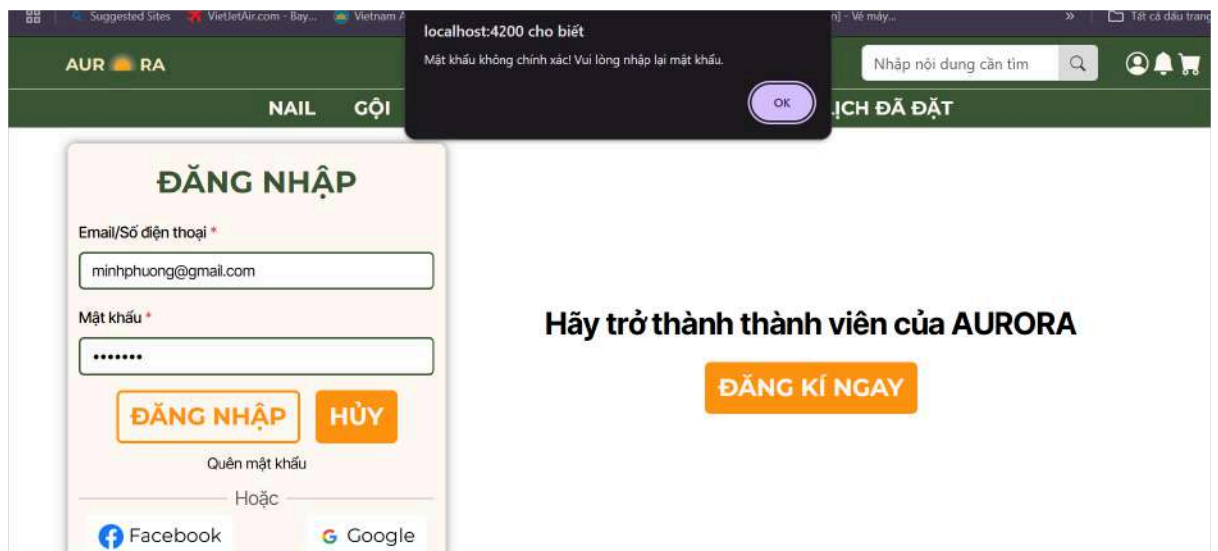 Suggested Sites VietJetAir.com - Bay... Vietnam A
n] - Vé máy... » Tất cả dấu trang
localhost:4200 cho biết
Mật khẩu không chính xác! Vui lòng nhập lại mật khẩu.
OK
AUR RA
Nhập nội dung cần tìm
NAIL GỘI
LỊCH ĐÃ ĐẶT
ĐĂNG NHẬP
Email/Số điện thoại *
minhphuong@gmail.com
Mật khẩu *
•••••••
ĐĂNG NHẬP HỦY
Quên mật khẩu
Hoặc
Facebook Google
Hãy trở thành thành viên của AURORA
ĐĂNG KÍ NGAY